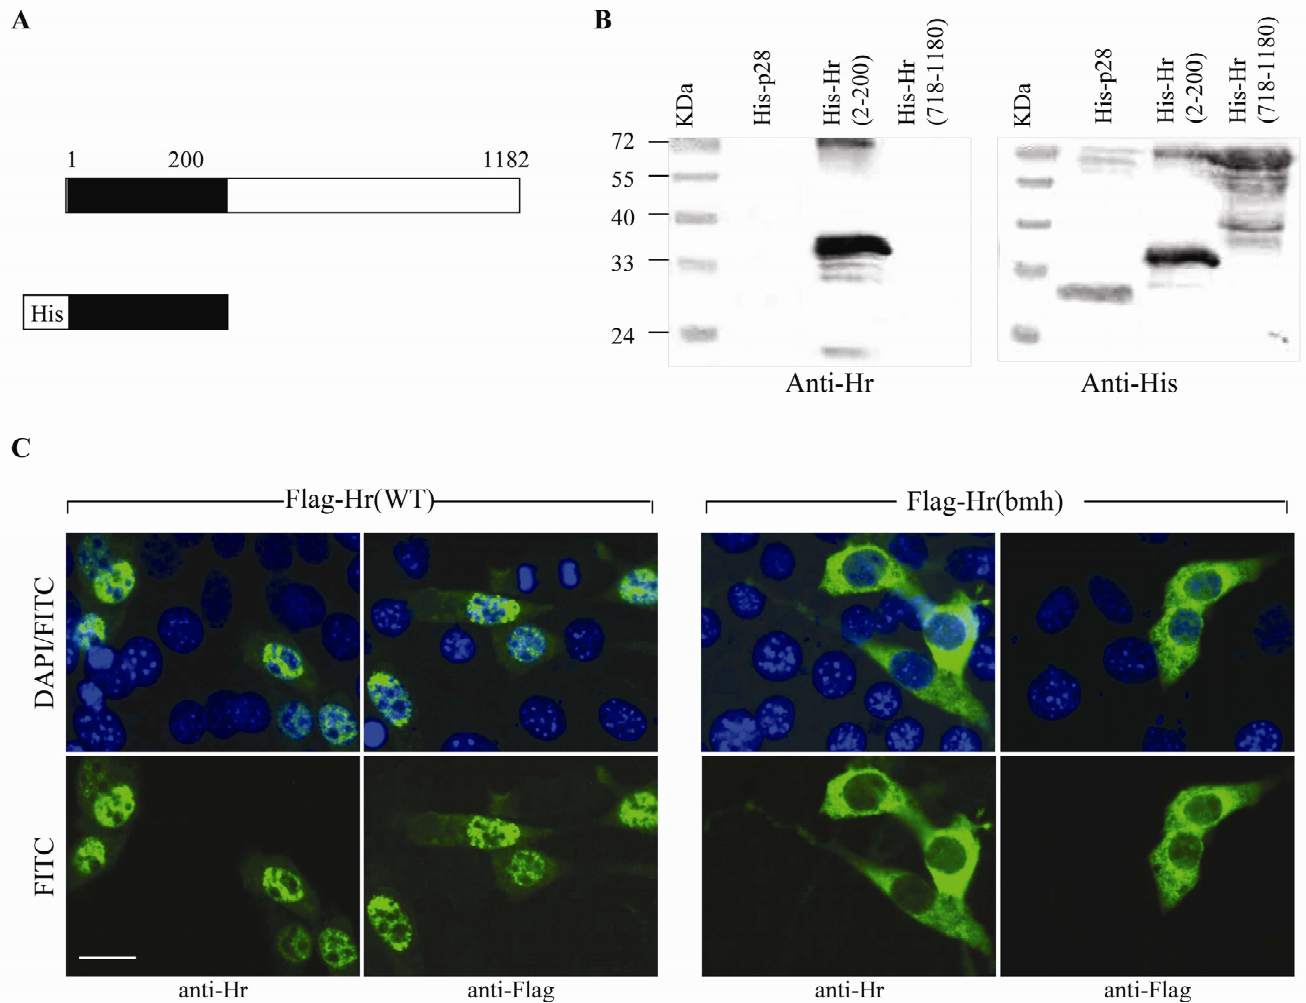 A
1 200 1182
His
B
KDa
His-p28
His-Hr
(2-200)
His-Hr
(718-1180)
KDa
His-p28
His-Hr
(2-200)
His-Hr
(718-1180)
72
55
40
33
24
Anti-Hr
Anti-His
C
Flag-Hr(WT)
Flag-Hr(bmh)
DAPI/FITC
FITC
anti-Hr
anti-Flag
anti-Hr
anti-Flag